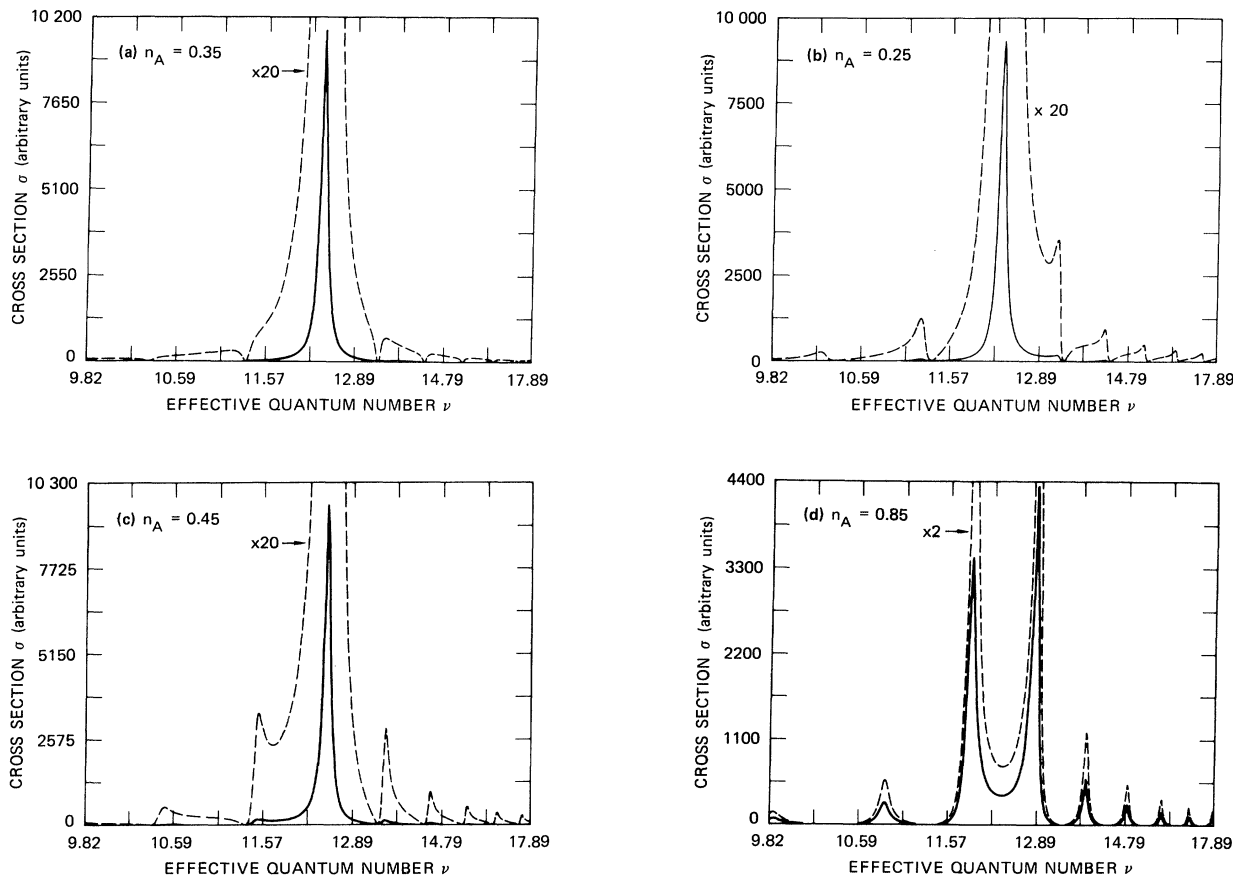 (a) n_A = 0.35
x20
10 200
7650
5100
2550
0
9.82 10.59 11.57 12.89 14.79 17.89
CROSS SECTION σ (arbitrary units)
EFFECTIVE QUANTUM NUMBER ν
(b) n_A = 0.25
x 20
10 000
7500
5000
2500
0
9.82 10.59 11.57 12.89 14.79 17.89
CROSS SECTION σ (arbitrary units)
EFFECTIVE QUANTUM NUMBER ν
(c) n_A = 0.45
x20
10 300
7725
5150
2575
0
9.82 10.59 11.57 12.89 14.79 17.89
CROSS SECTION σ (arbitrary units)
EFFECTIVE QUANTUM NUMBER ν
(d) n_A = 0.85
x2
4400
3300
2200
1100
0
9.82 10.59 11.57 12.89 14.79 17.89
CROSS SECTION σ (arbitrary units)
EFFECTIVE QUANTUM NUMBER ν